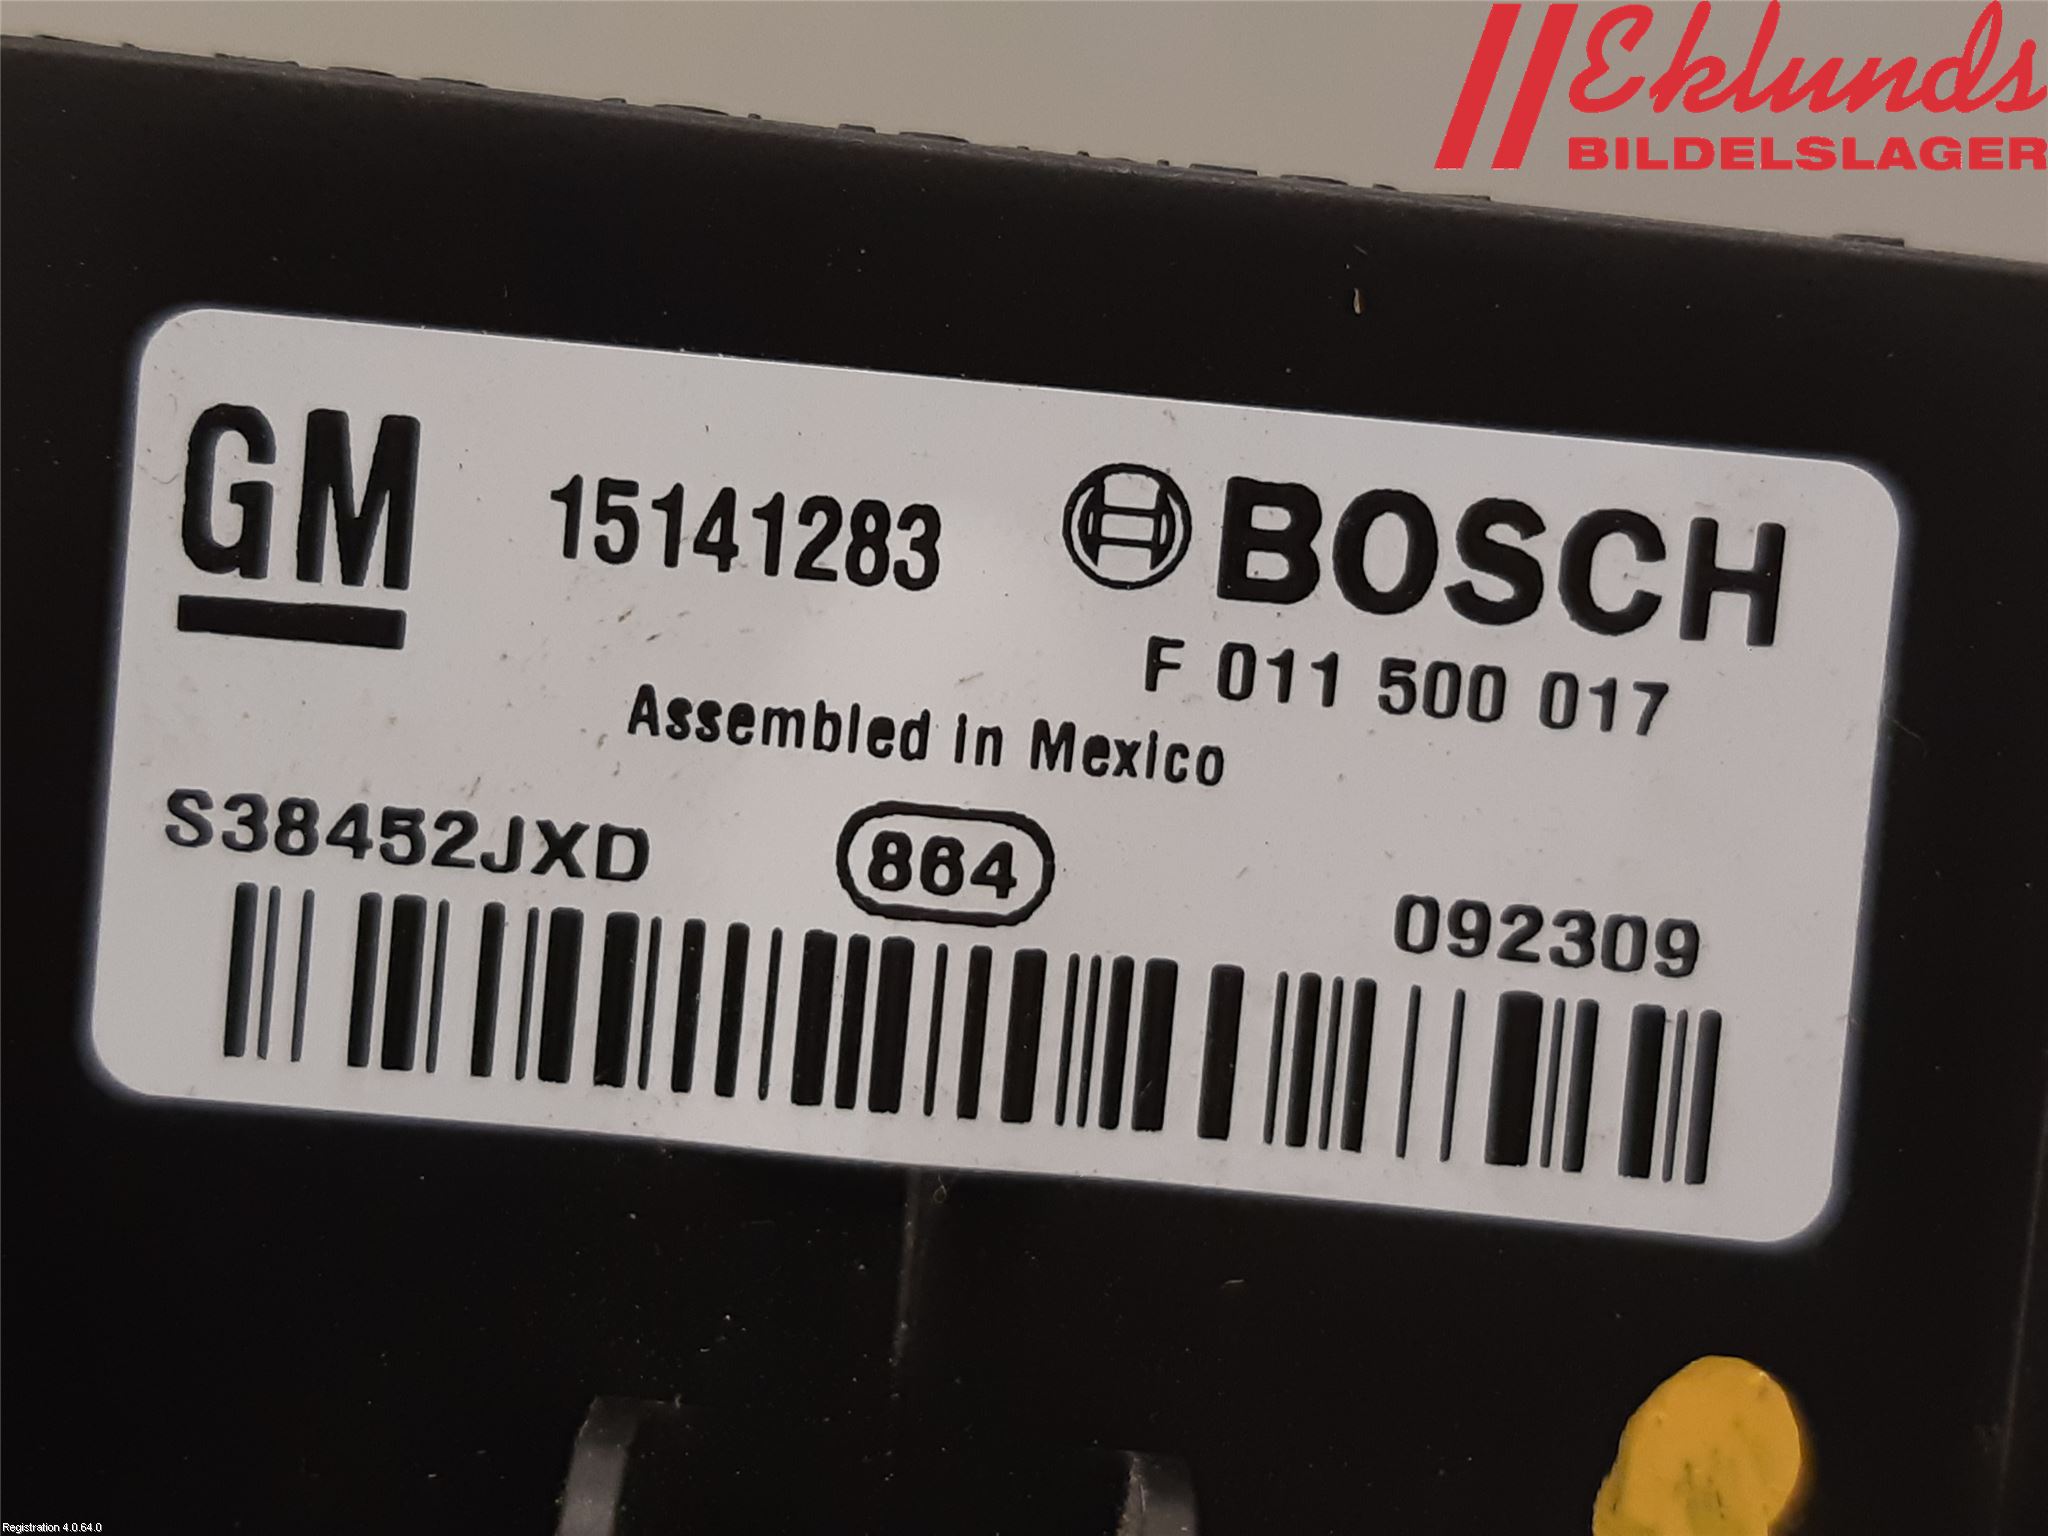 Eklunds
BILDELSLAGER
GM 15141283 BOSCH
F 011 500 017
Assembled in Mexico
S38452JXD 864 092309
Registration 4.0.64.0